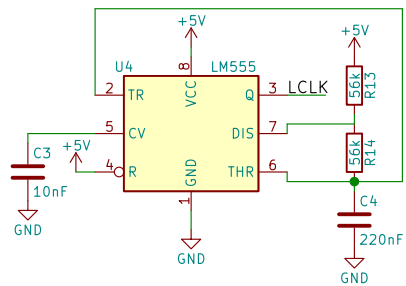 +5V
+5V
U4
LM555
8
VCC
2
TR
Q
3
LCLK
56k
R13
5
CV
DIS
7
C3
10nF
GND
+5V
4
R
GND
THR
6
56k
R14
1
GND
C4
220nF
GND